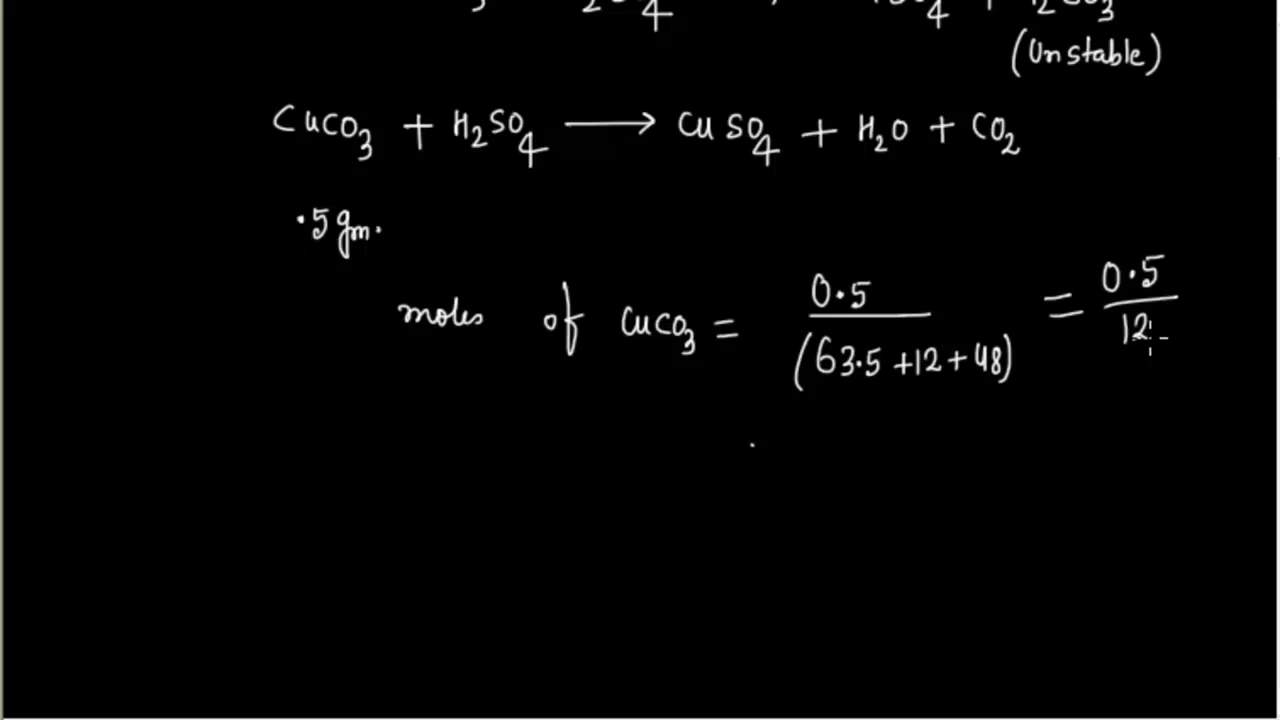 (Unstable)
CuCO3 + H2SO4 ⟶ CuSO4 + H2O + CO2
.5 gm.
moles of CuCO3 = 0.5 / (63.5 + 12 + 48) = 0.5 / 12